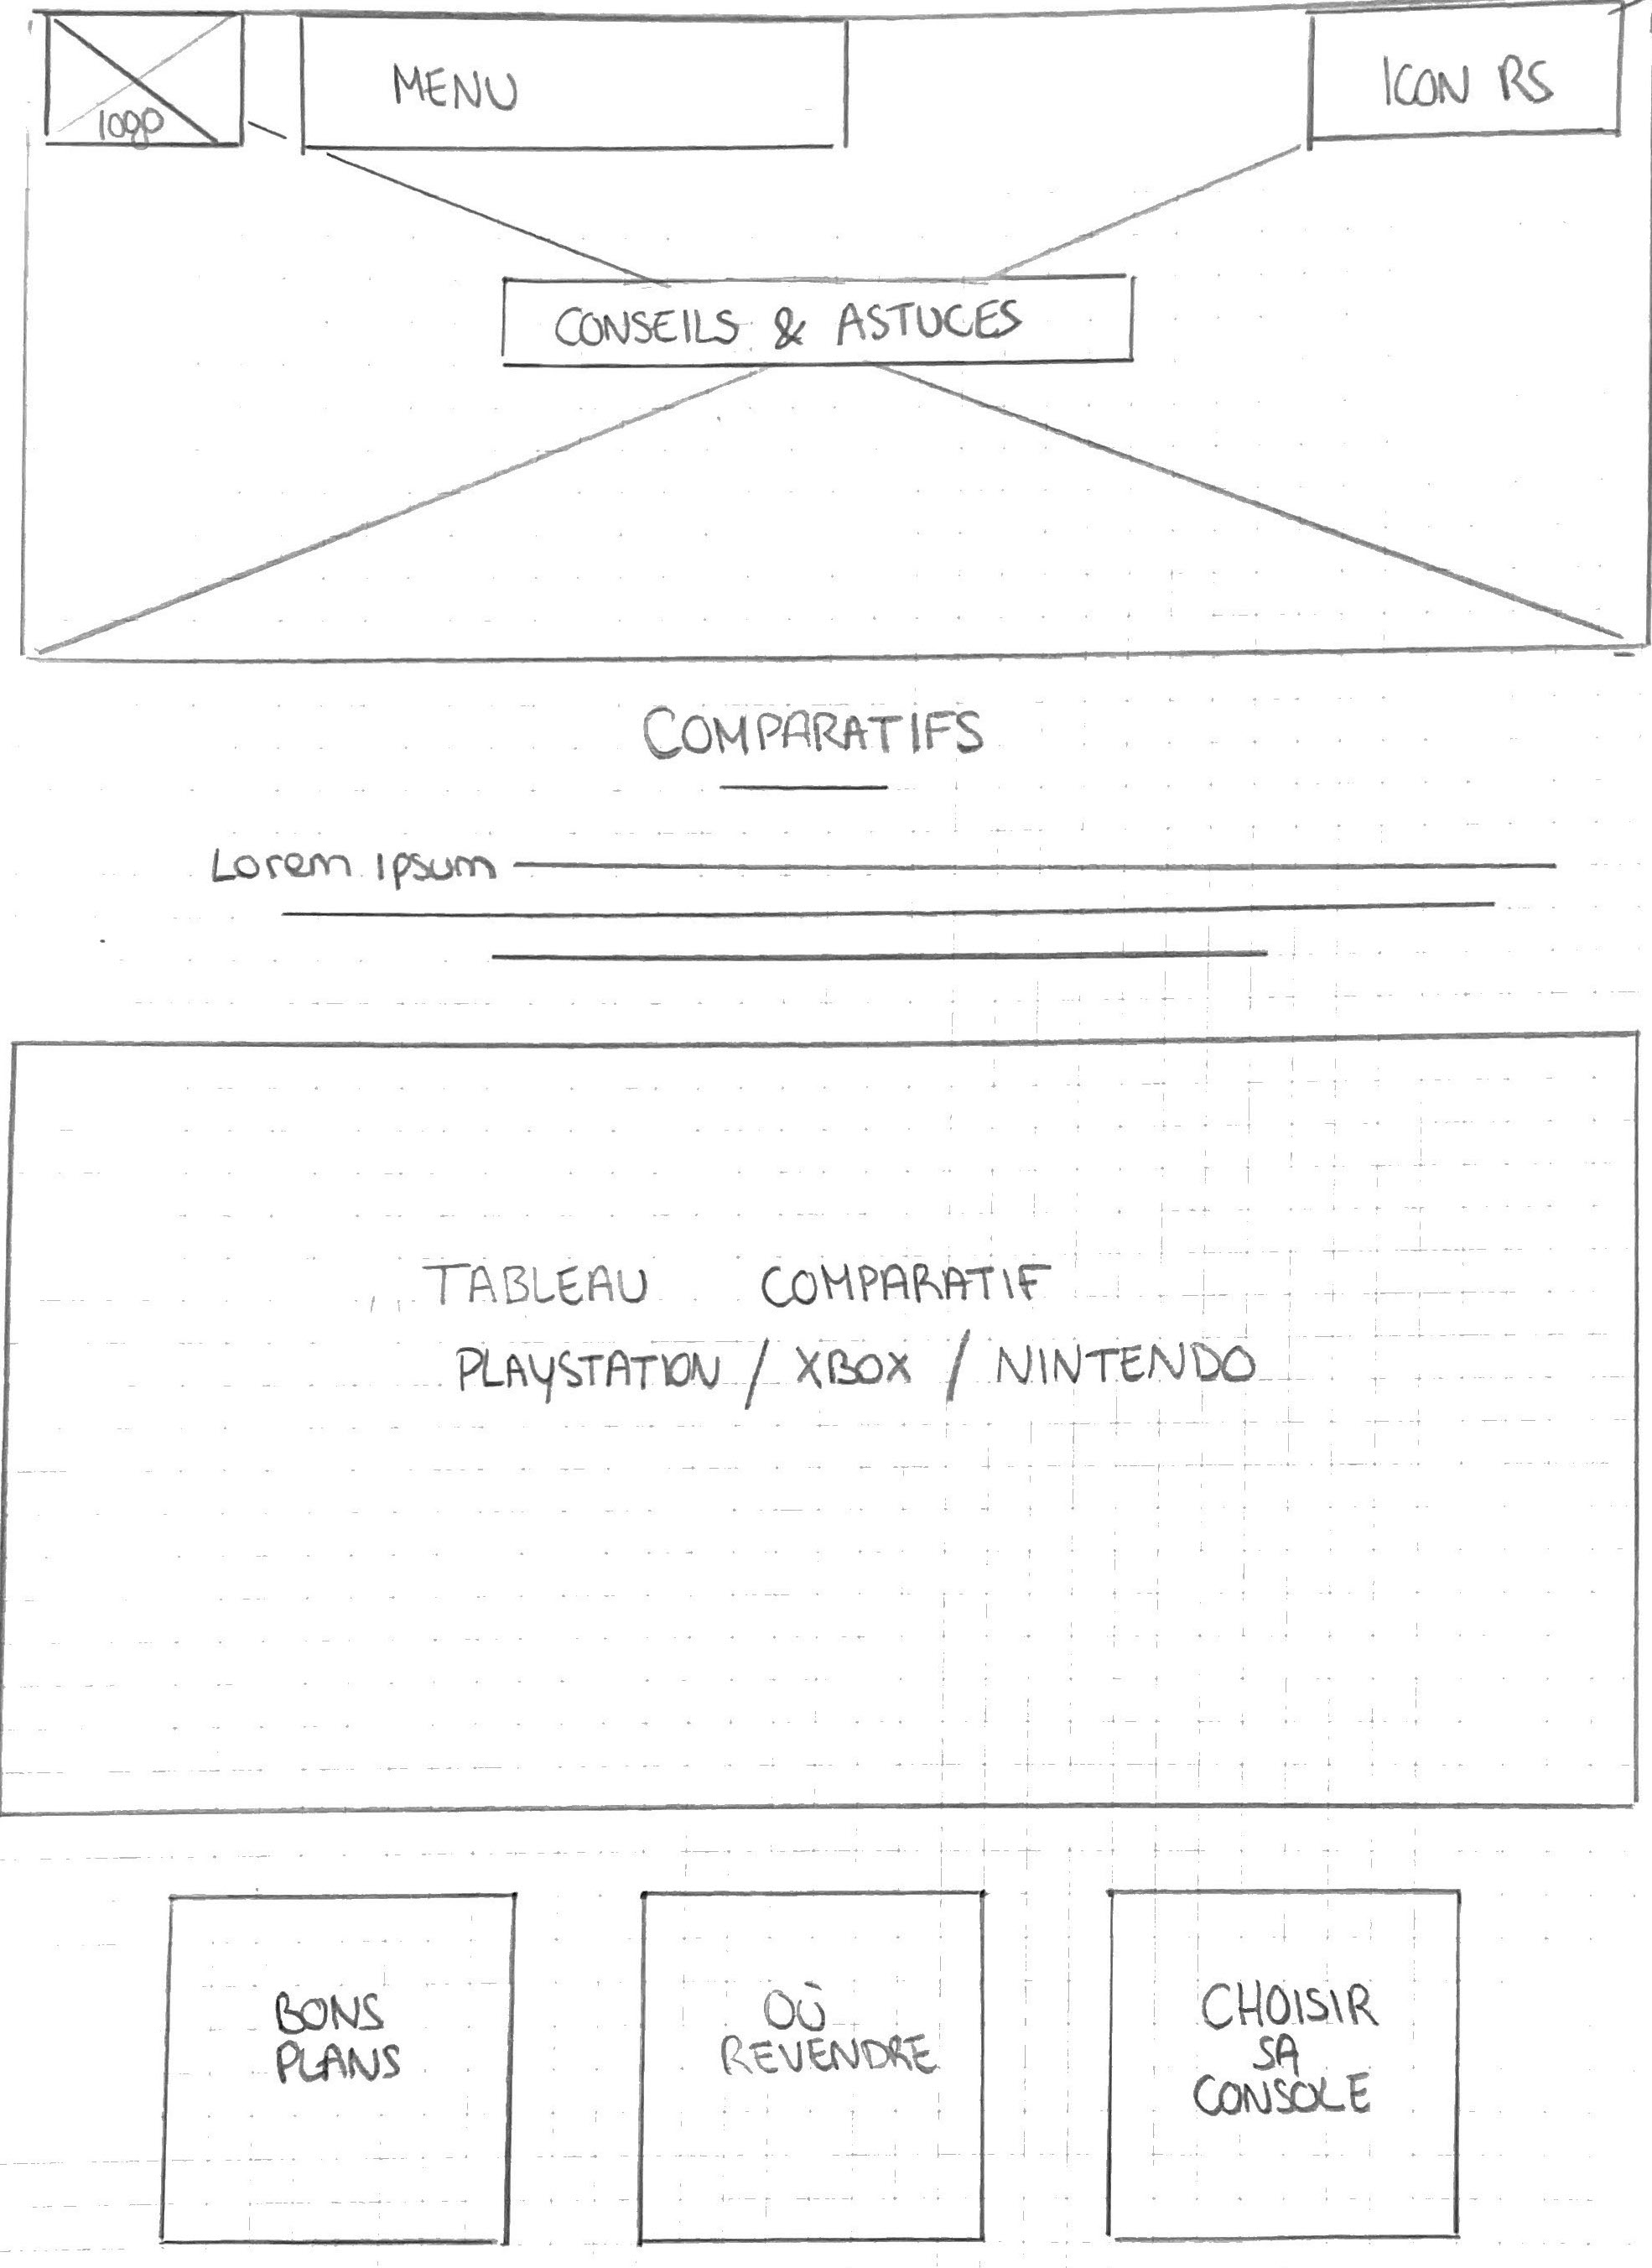 logo
MENU
ICON RS
CONSEILS & ASTUCES
COMPARATIFS
Lorem ipsum
TABLEAU COMPARATIF
PLAYSTATION / XBOX / NINTENDO
BONS
PLANS
OÙ
REVENDRE
CHOISIR
SA
CONSOLE